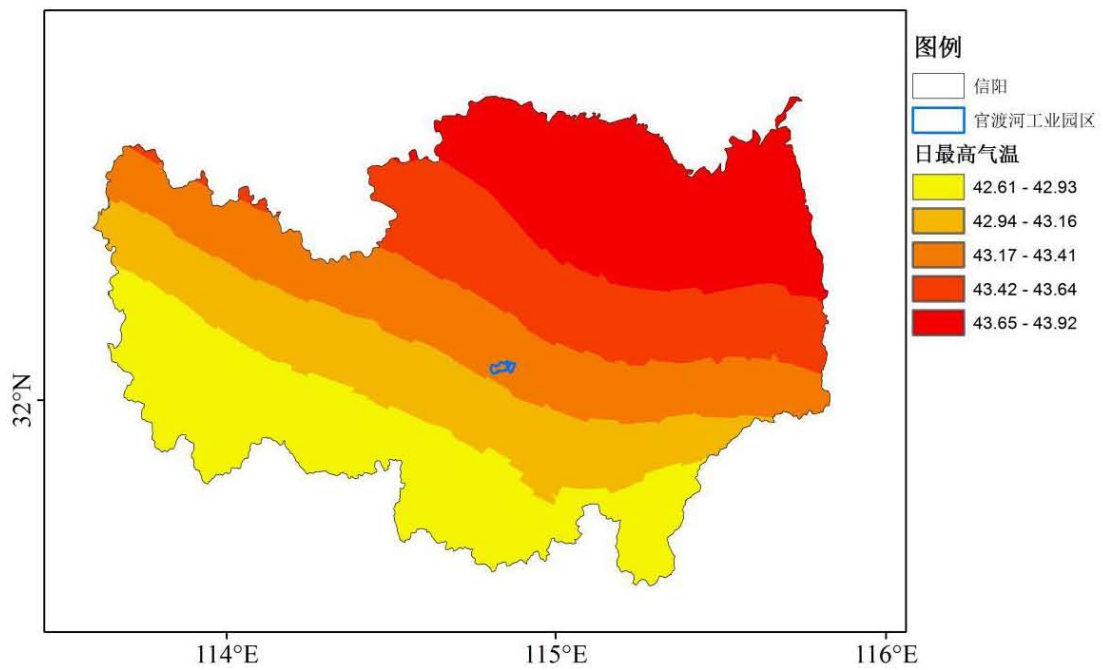 图例
信阳
官渡河工业园区
日最高气温
42.61 - 42.93
42.94 - 43.16
43.17 - 43.41
43.42 - 43.64
43.65 - 43.92
32°N
114°E
115°E
116°E